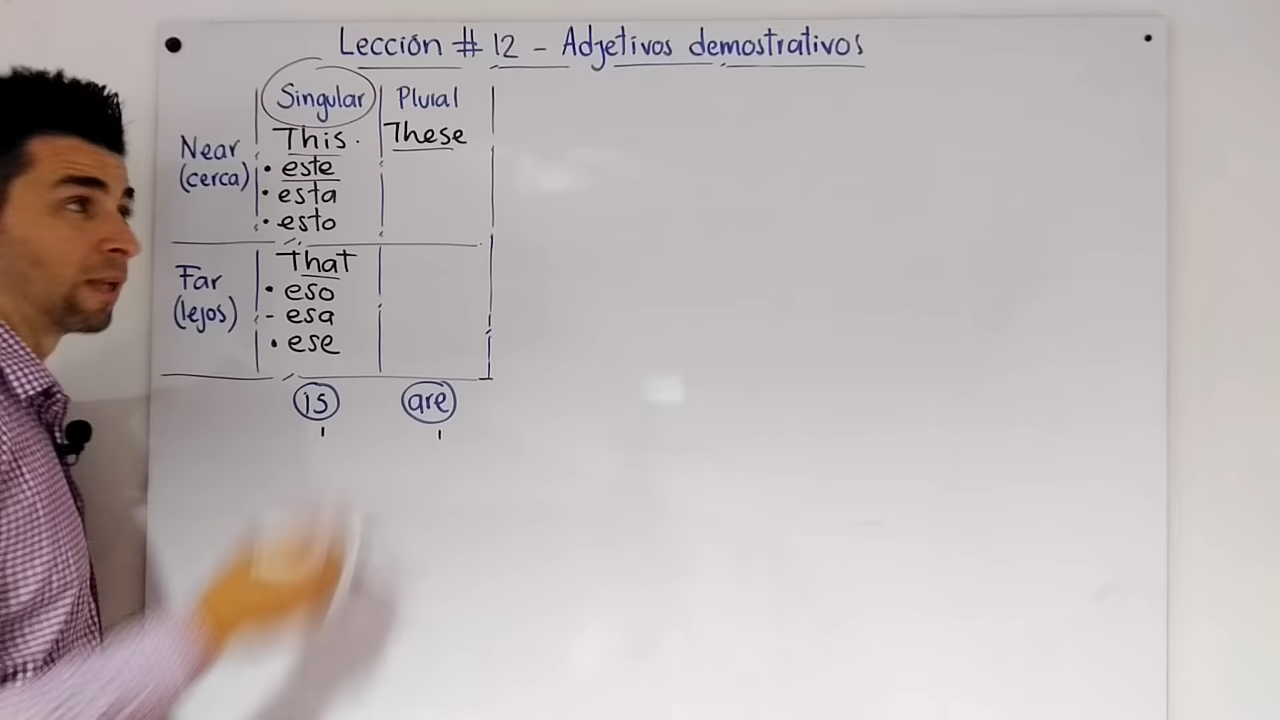 Lección # 12 - Adjetivos demostrativos
Singular Plural
Near (cerca)
This.
• este
• esta
• esto
These
Far (lejos)
That
• eso
- esa
• ese
is are